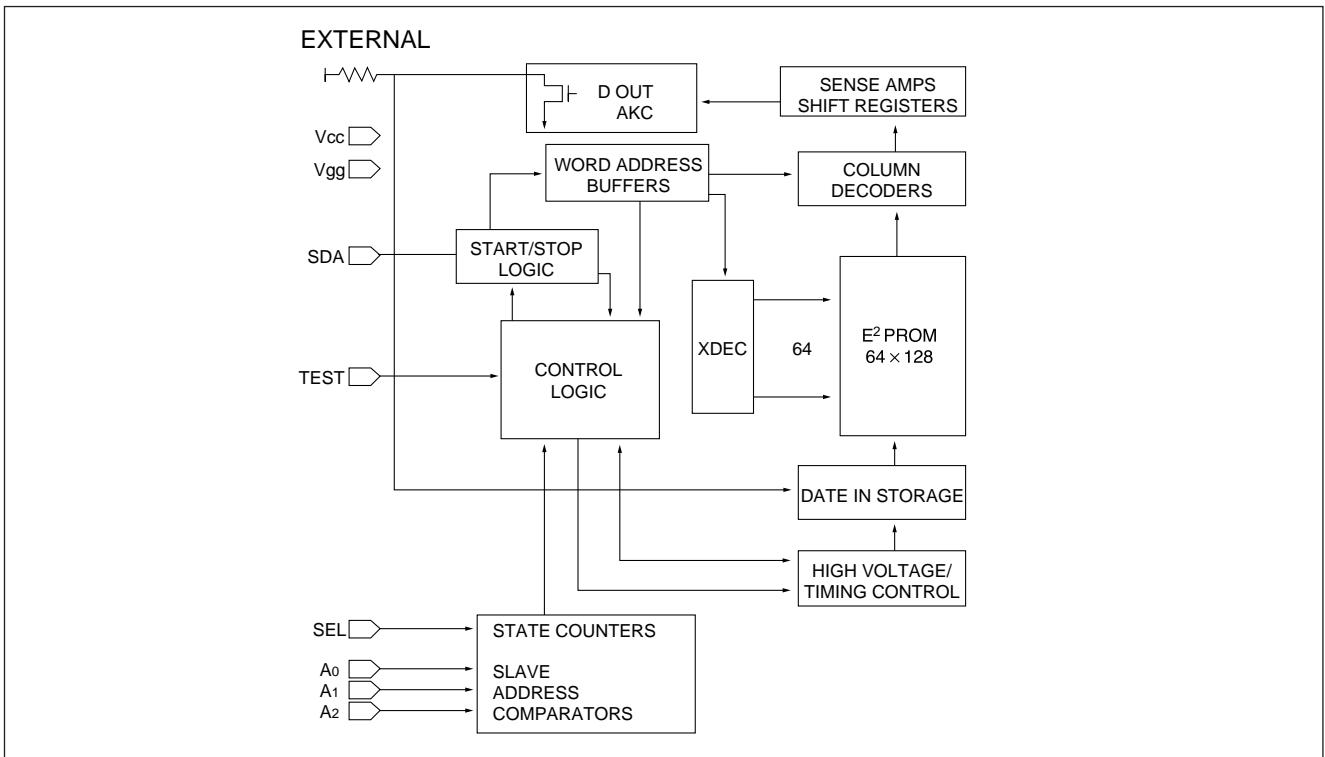 EXTERNAL
D OUT
AKC
SENSE AMPS
SHIFT REGISTERS
Vcc
Vgg
WORD ADDRESS
BUFFERS
COLUMN
DECODERS
SDA
START/STOP
LOGIC
XDEC
64
E² PROM
64 × 128
TEST
CONTROL
LOGIC
DATE IN STORAGE
HIGH VOLTAGE/
TIMING CONTROL
SEL
STATE COUNTERS
A0
SLAVE
A1
ADDRESS
A2
COMPARATORS